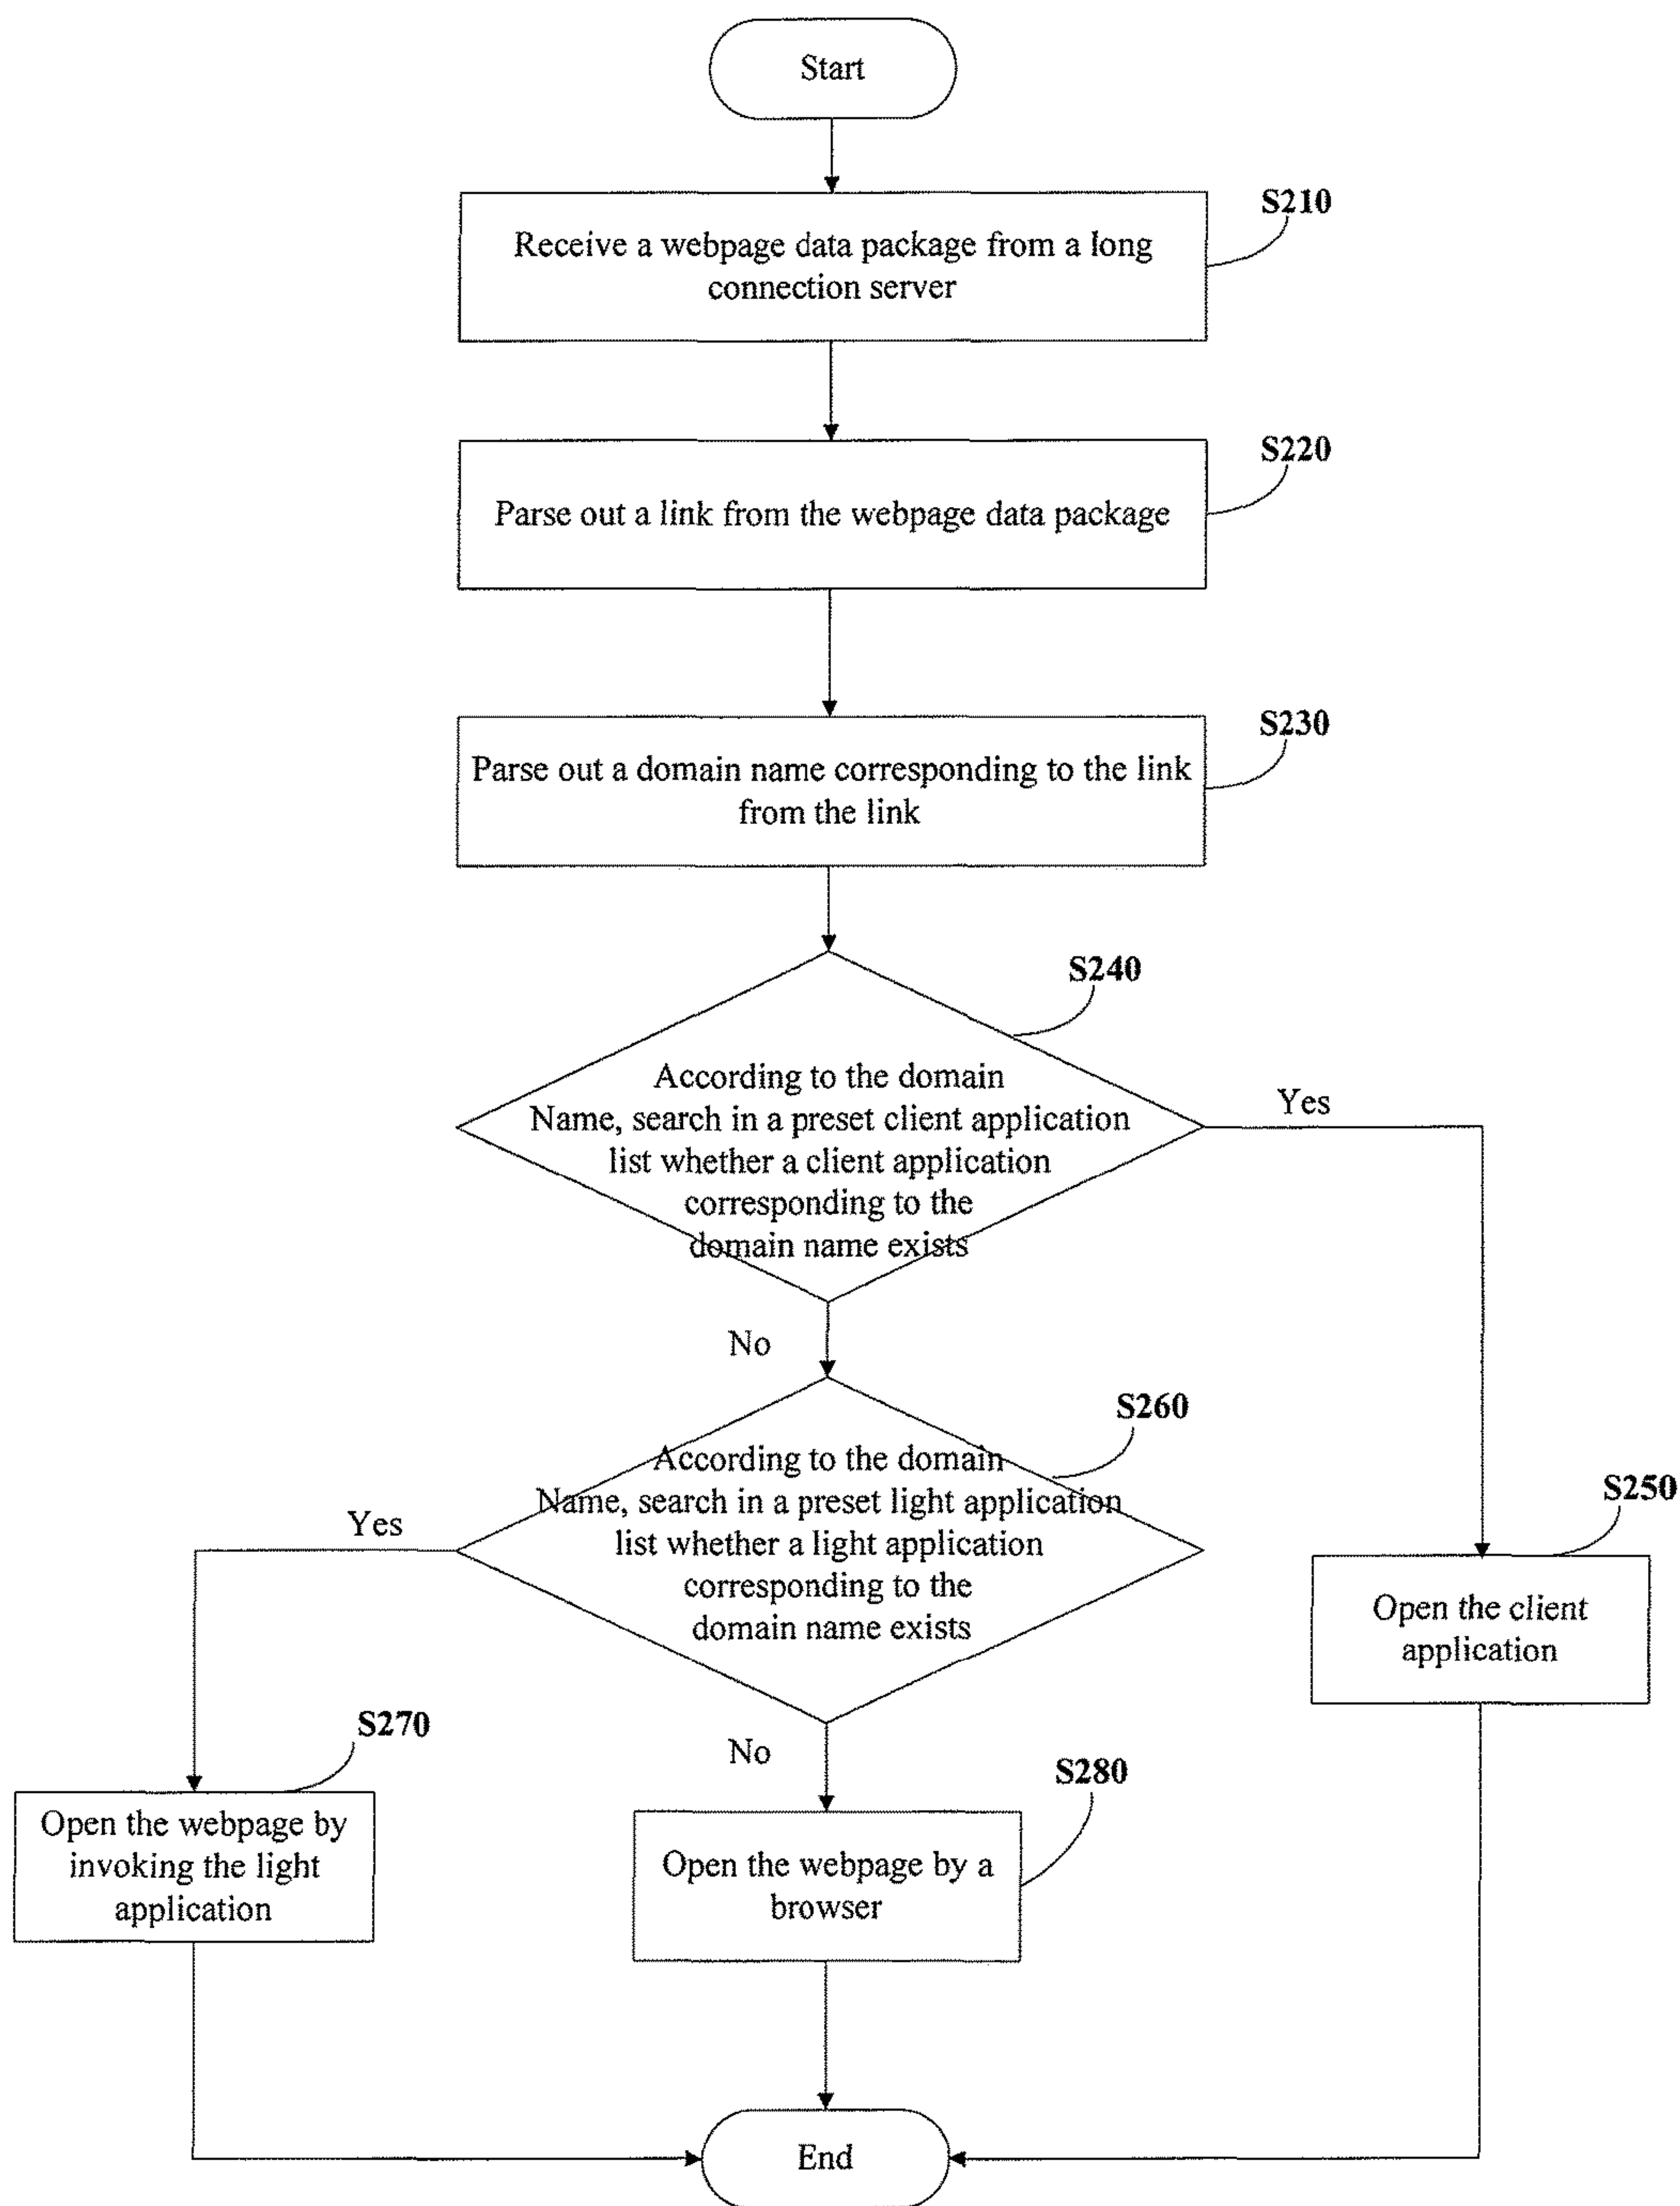 Start
S210
Receive a webpage data package from a long
connection server
S220
Parse out a link from the webpage data package
S230
Parse out a domain name corresponding to the link
from the link
S240
According to the domain
Name, search in a preset client application
list whether a client application
corresponding to the
domain name exists
Yes
No
S260
According to the domain
Name, search in a preset light application
list whether a light application
corresponding to the
domain name exists
Yes
S250
Open the client
application
S270
Open the webpage by
invoking the light
application
No
S280
Open the webpage by a
browser
End